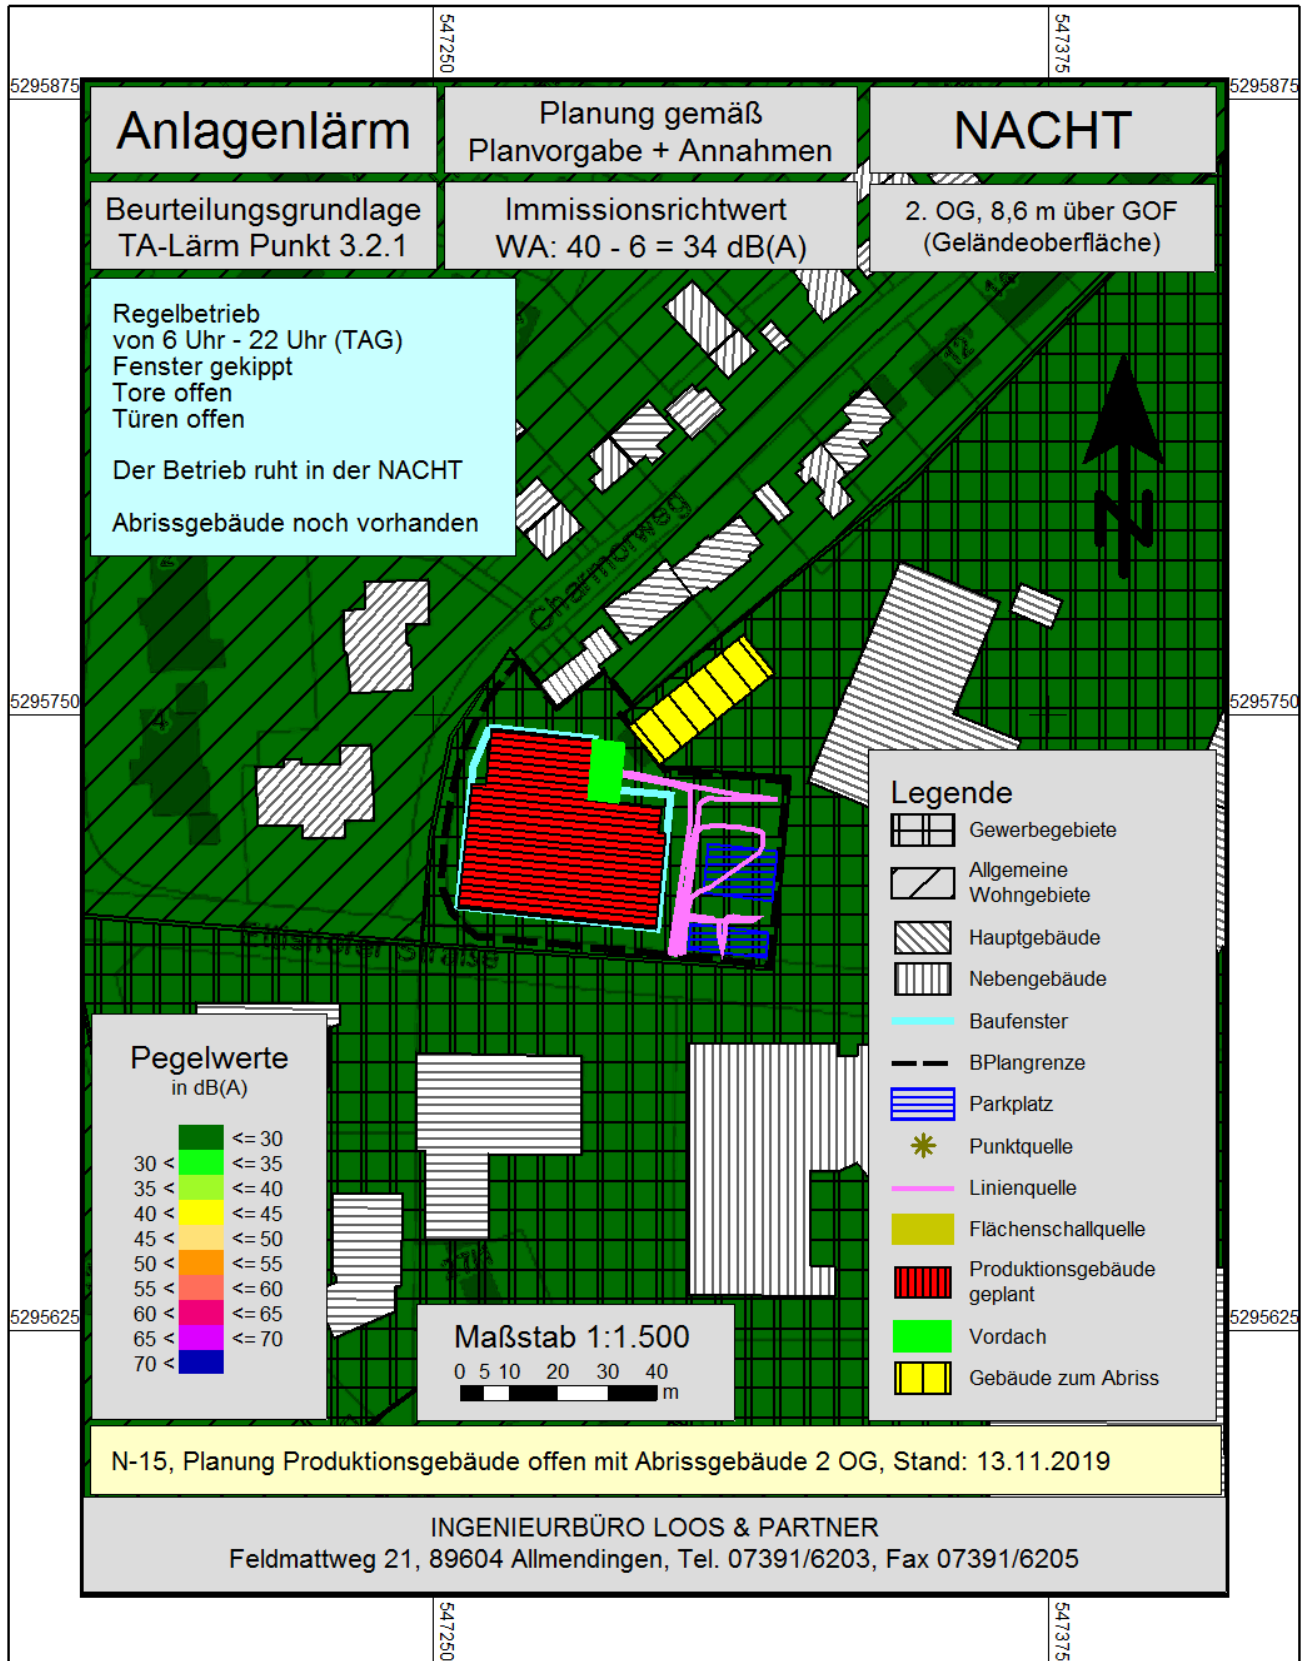 547250
547375
5295875
5295875
Anlagenlärm
Planung gemäß
Planvorgabe + Annahmen
NACHT
Beurteilungsgrundlage
TA-Lärm Punkt 3.2.1
Immissionsrichtwert
WA: 40 - 6 = 34 dB(A)
2. OG, 8,6 m über GOF
(Geländeoberfläche)
Regelbetrieb
von 6 Uhr - 22 Uhr (TAG)
Fenster gekippt
Tore offen
Türen offen
Der Betrieb ruht in der NACHT
Abrissgebäude noch vorhanden
14
12
N
Charmorweg
2
4
5295750
5295750
Straße
Legende
Gewerbegebiete
Allgemeine
Wohngebiete
Hauptgebäude
Nebengebäude
Baufenster
BPlangrenze
Parkplatz
Punktquelle
Linienquelle
Flächenschallquelle
Produktionsgebäude
geplant
Vordach
Gebäude zum Abriss
Pegelwerte
in dB(A)
<= 30
30 < <= 35
35 < <= 40
40 < <= 45
45 < <= 50
50 < <= 55
55 < <= 60
60 < <= 65
65 < <= 70
70 <
5295625
5295625
Maßstab 1:1.500
0 5 10 20 30 40
m
N-15, Planung Produktionsgebäude offen mit Abrissgebäude 2 OG, Stand: 13.11.2019
INGENIEURBÜRO LOOS & PARTNER
Feldmattweg 21, 89604 Allmendingen, Tel. 07391/6203, Fax 07391/6205
547250
547375